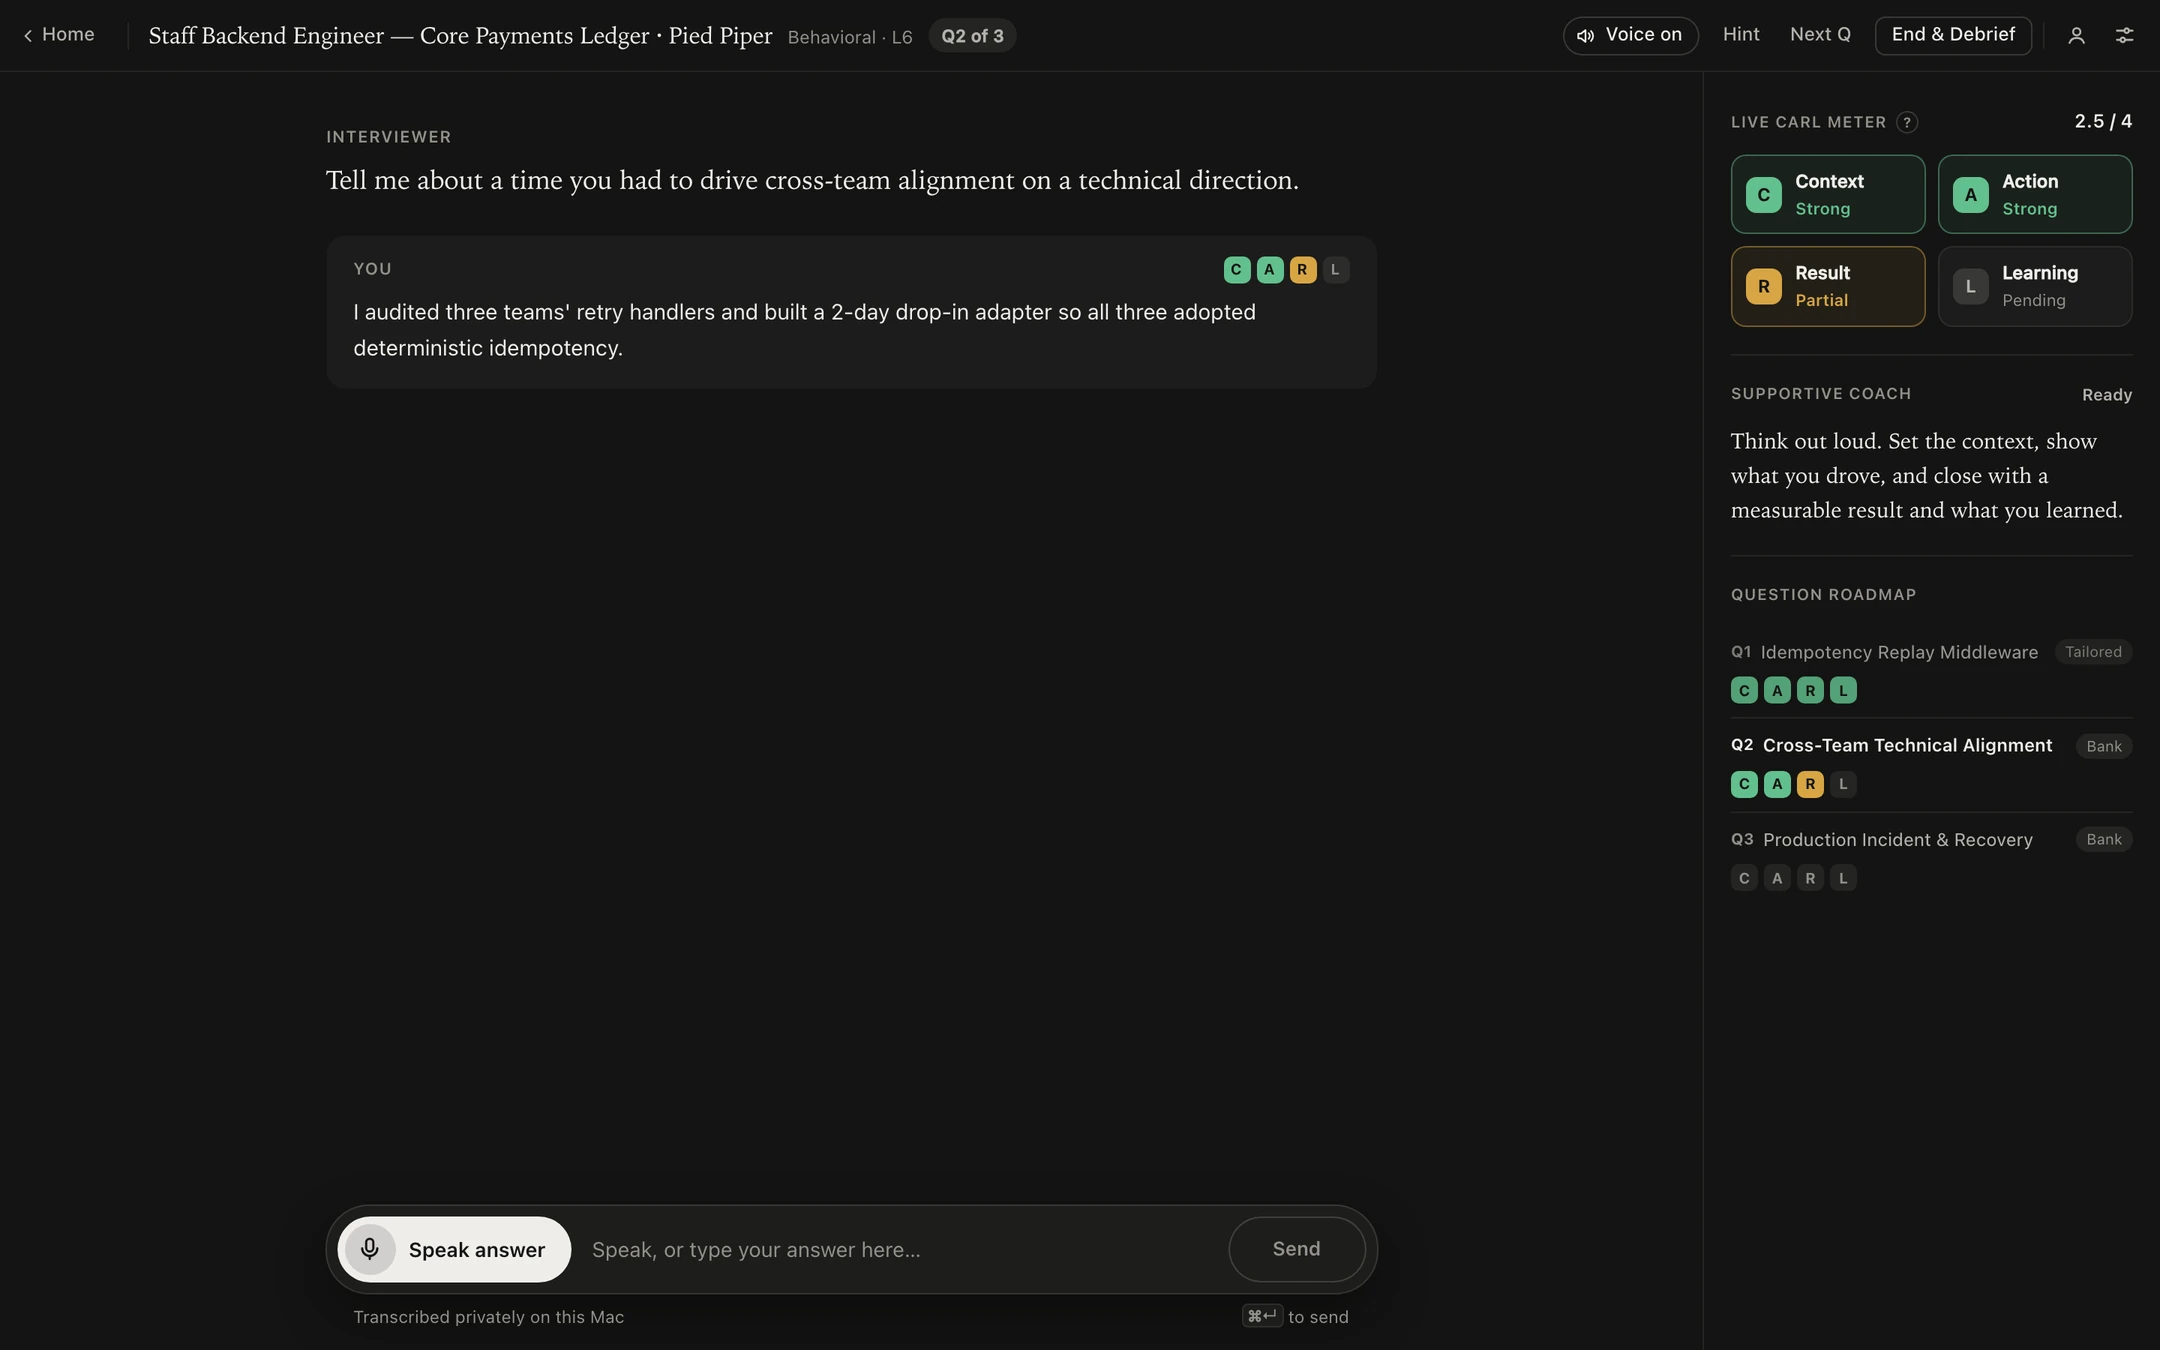 Home
Staff Backend Engineer — Core Payments Ledger · Pied Piper Behavioral · L6 Q2 of 3
Voice on Hint Next Q End & Debrief
INTERVIEWER
Tell me about a time you had to drive cross-team alignment on a technical direction.
YOU C A R L
I audited three teams' retry handlers and built a 2-day drop-in adapter so all three adopted
deterministic idempotency.
Speak answer Speak, or type your answer here... Send
Transcribed privately on this Mac ⌘↵ to send
LIVE CARL METER ? 2.5 / 4
C Context
Strong
A Action
Strong
R Result
Partial
L Learning
Pending
SUPPORTIVE COACH Ready
Think out loud. Set the context, show
what you drove, and close with a
measurable result and what you learned.
QUESTION ROADMAP
Q1 Idempotency Replay Middleware Tailored
C A R L
Q2 Cross-Team Technical Alignment Bank
C A R L
Q3 Production Incident & Recovery Bank
C A R L